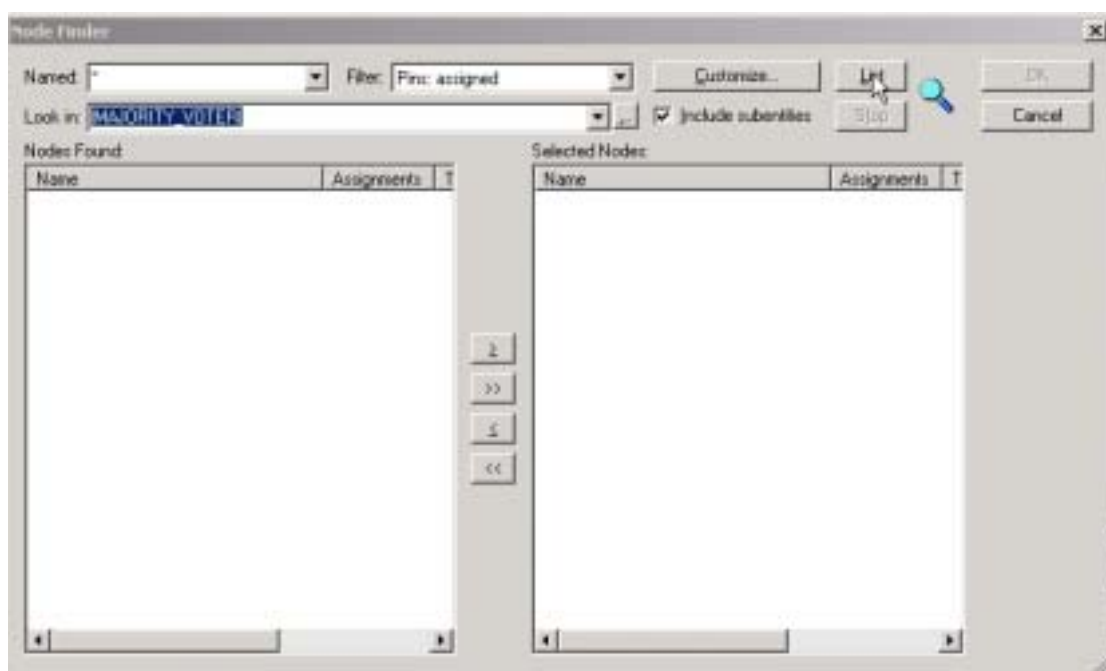 Node Finder
Named: * Filter: Pins: assigned Customize... List OK
Look in: |MAJORITY_VOTER| ... Include subentities Stop Cancel
Nodes Found: Selected Nodes:
Name Assignments T Name Assignments T
≥
>>
≤
<<